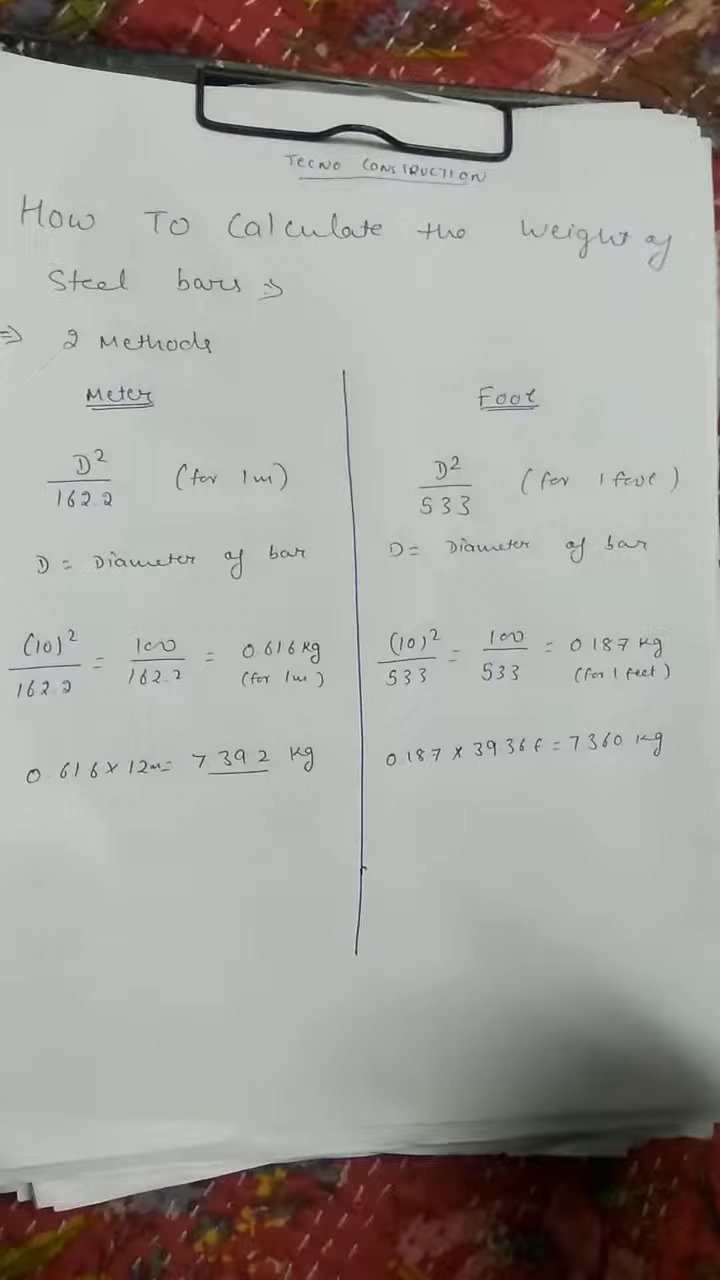 TECNO CONSTRUCTION
How To Calculate the Weight of
Steel bars ⇒
⇒ 2 Methods
Meter
D²/162.2 (for 1m)
D = Diameter of bar
(10)²/162.2 = 100/162.2 = 0.616 kg
(for 1m)
0.616 × 12m = 7.392 kg
Foot
D²/533 (for 1 foot)
D = Diameter of bar
(10)²/533 = 100/533 = 0.187 kg
(for 1 feet)
0.187 × 39.36 f = 7.360 kg